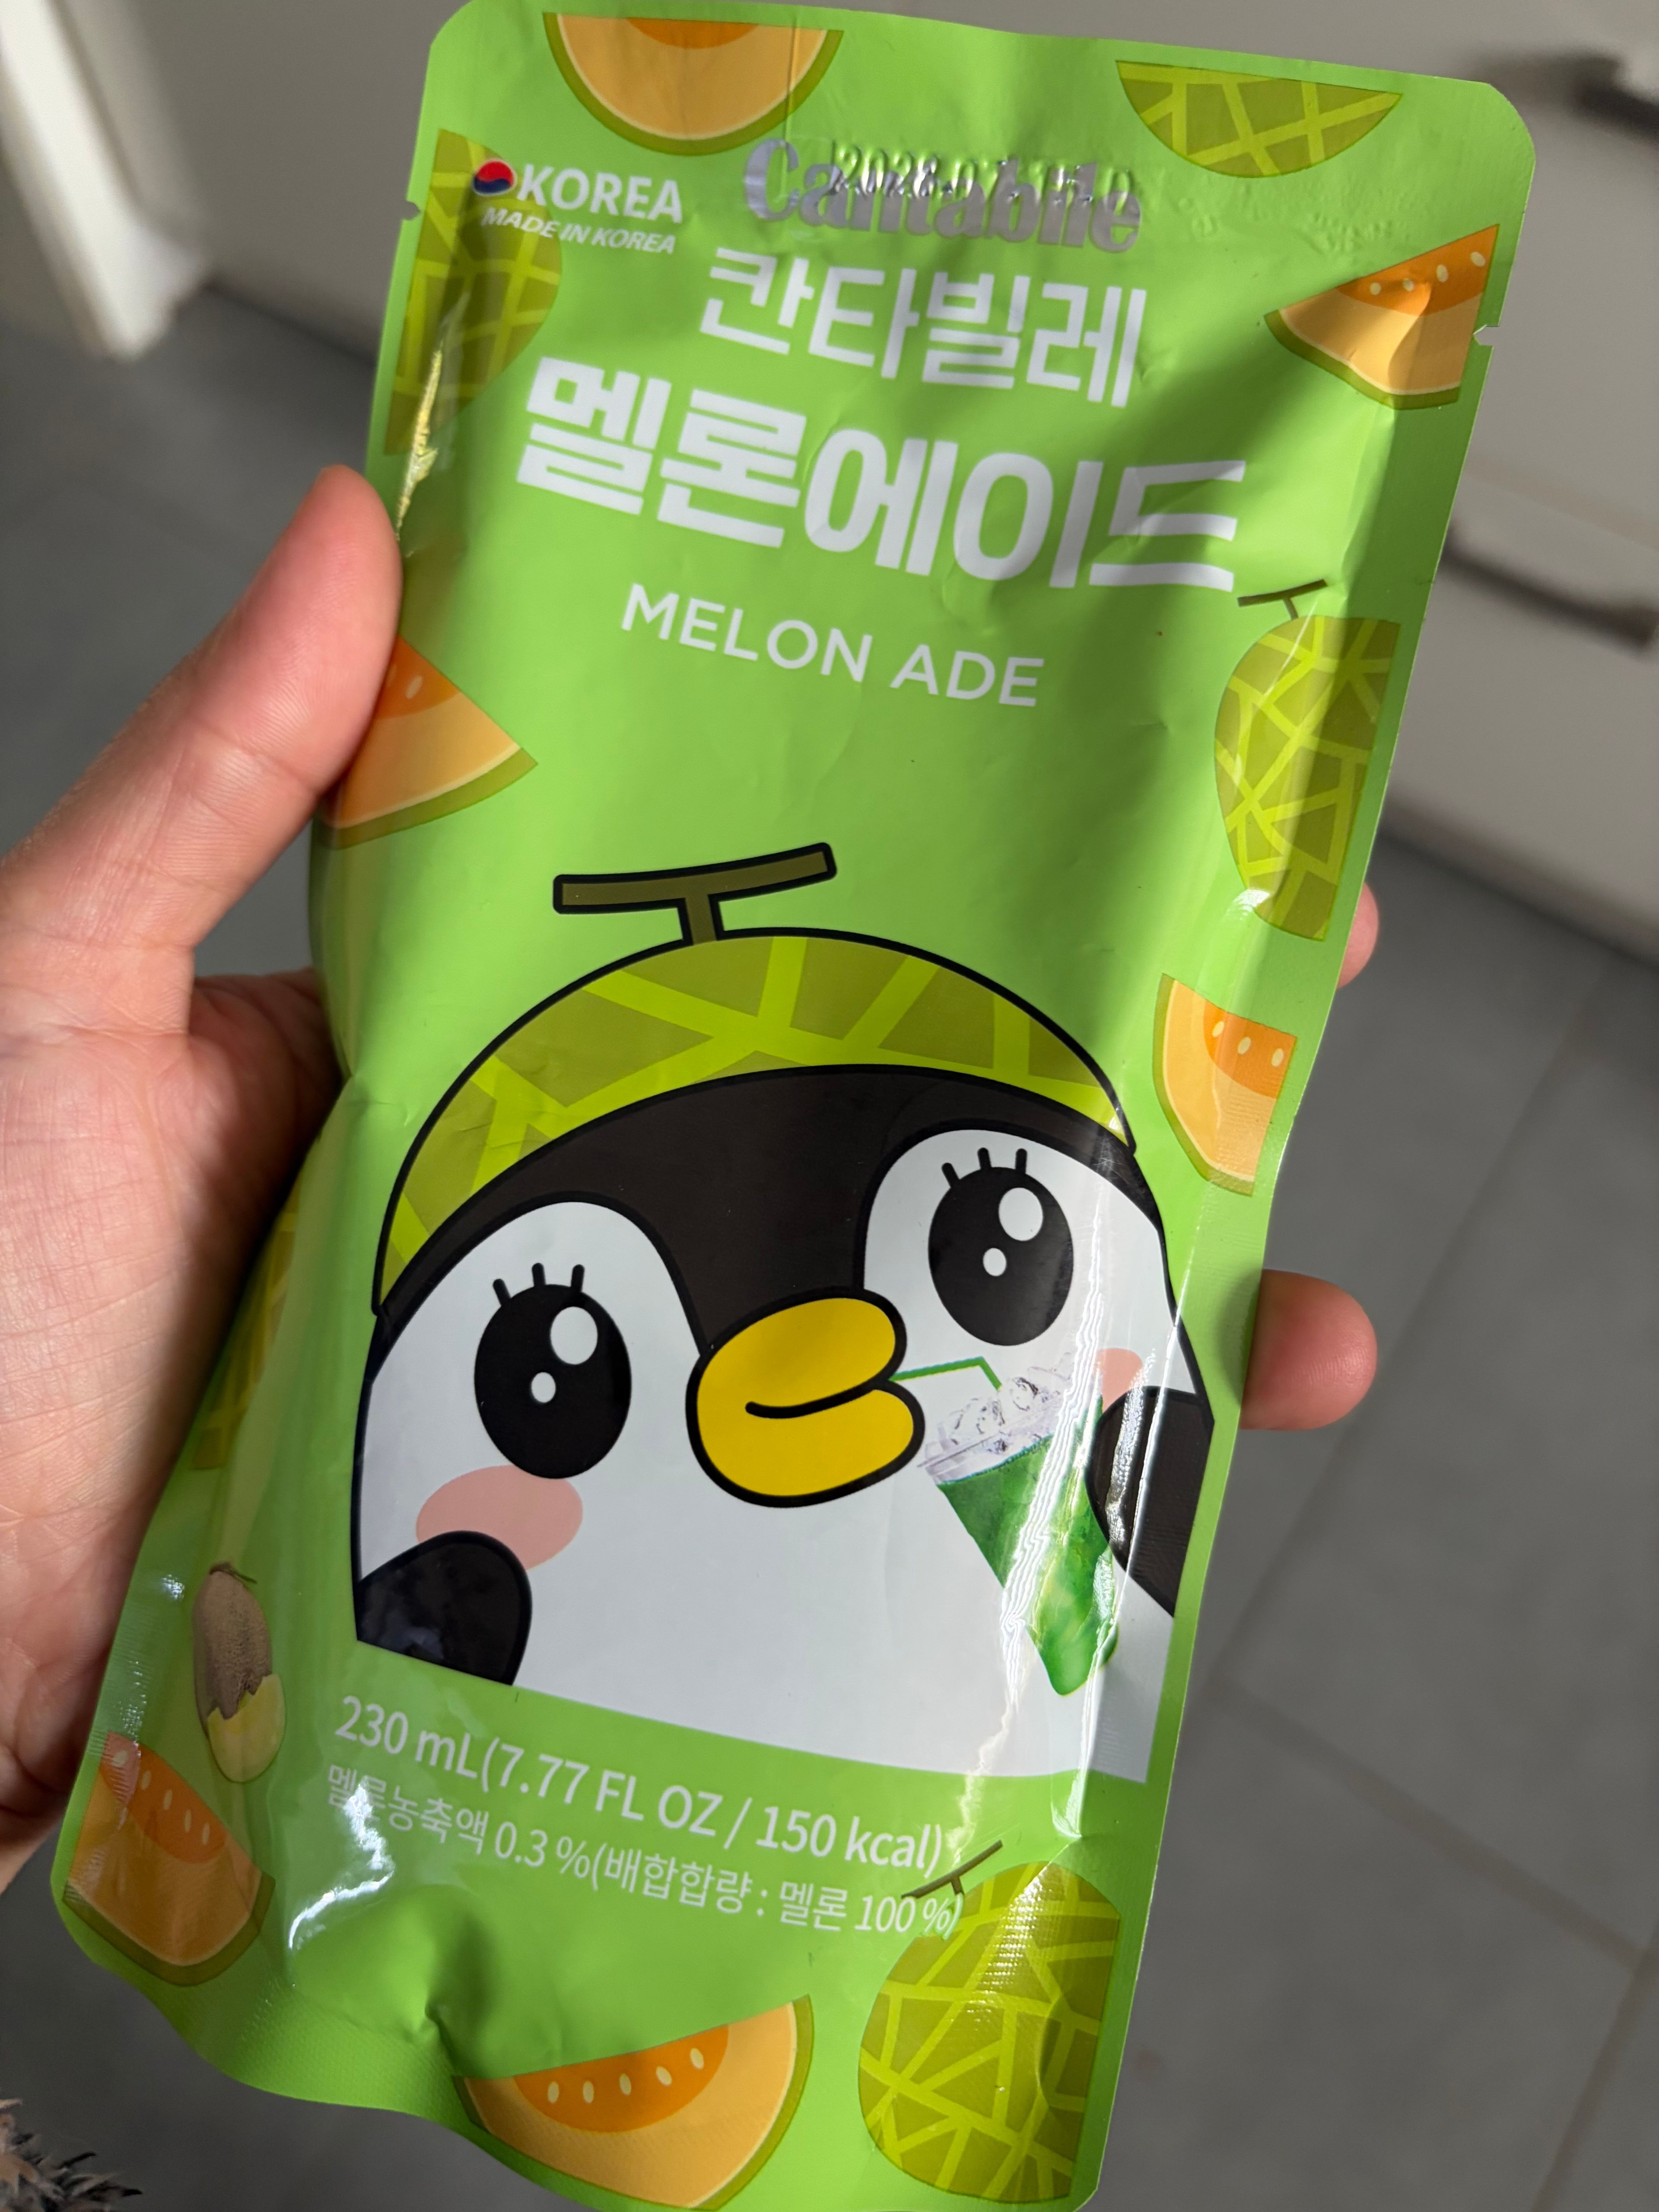 KOREA
MADE IN KOREA
Cantabile
칸타빌레
멜론에이드
MELON ADE
230 mL(7.77 FL OZ / 150 kcal)
멜론농축액 0.3 %(배합합량 : 멜론 100 %)